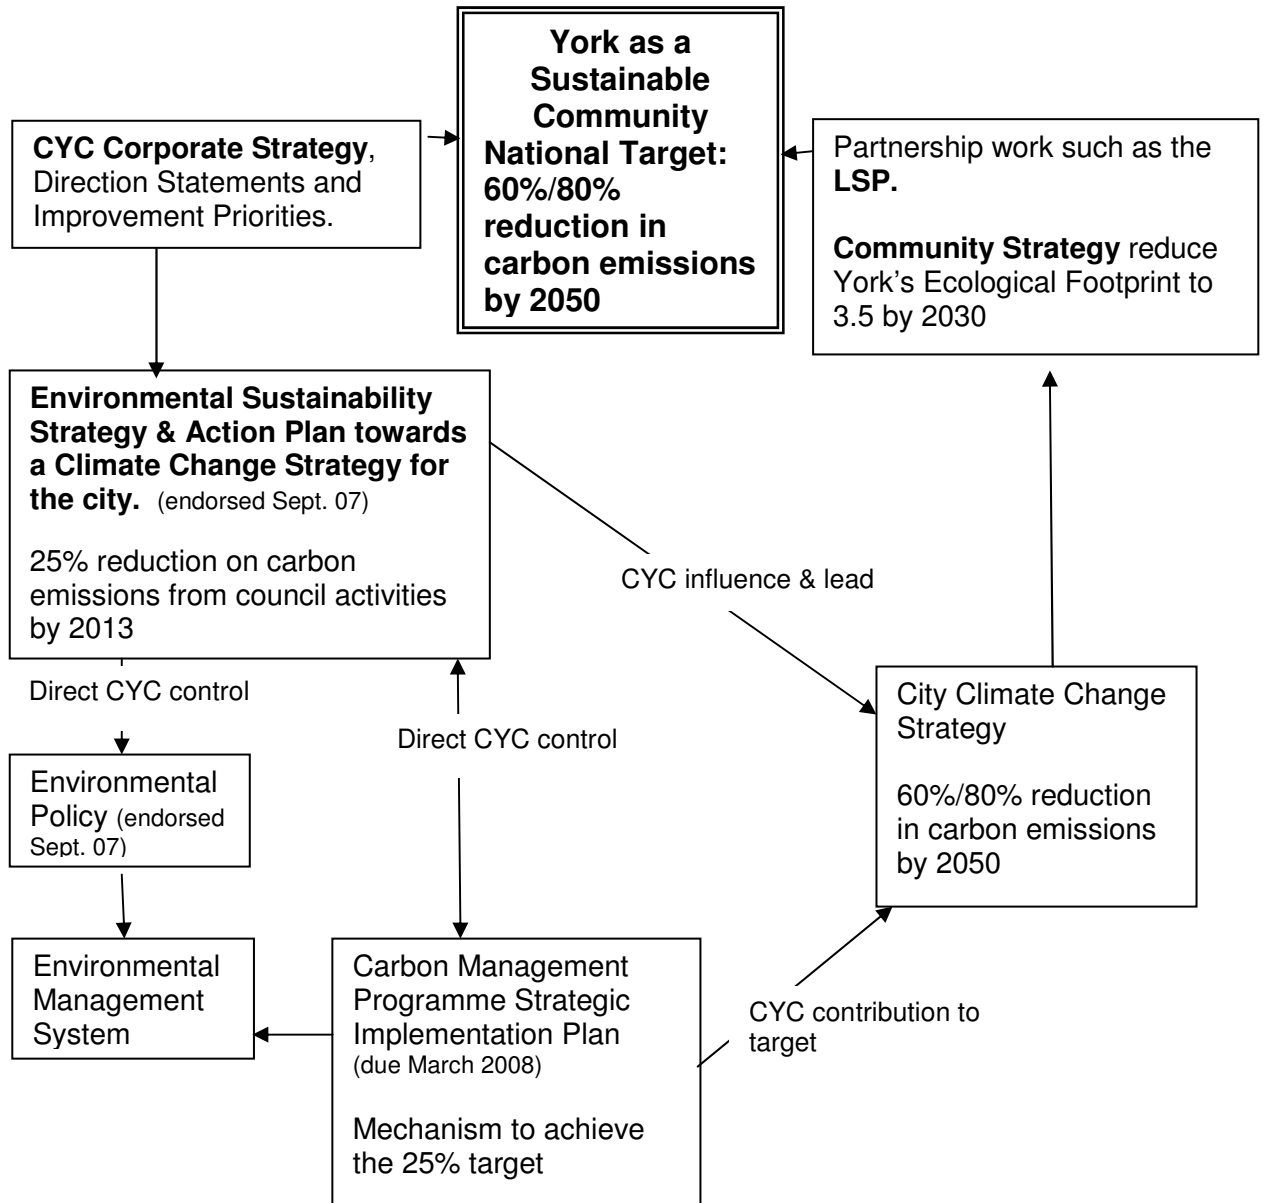 York as a
Sustainable
Community
National Target:
60%/80%
reduction in
carbon emissions
by 2050
CYC Corporate Strategy,
Direction Statements and
Improvement Priorities.
Partnership work such as the
LSP.
Community Strategy reduce
York's Ecological Footprint to
3.5 by 2030
Environmental Sustainability
Strategy & Action Plan towards
a Climate Change Strategy for
the city. (endorsed Sept. 07)
25% reduction on carbon
emissions from council activities
by 2013
CYC influence & lead
Direct CYC control
Direct CYC control
City Climate Change
Strategy
60%/80% reduction
in carbon emissions
by 2050
Environmental
Policy (endorsed
Sept. 07)
Environmental
Management
System
Carbon Management
Programme Strategic
Implementation Plan
(due March 2008)
Mechanism to achieve
the 25% target
CYC contribution to
target